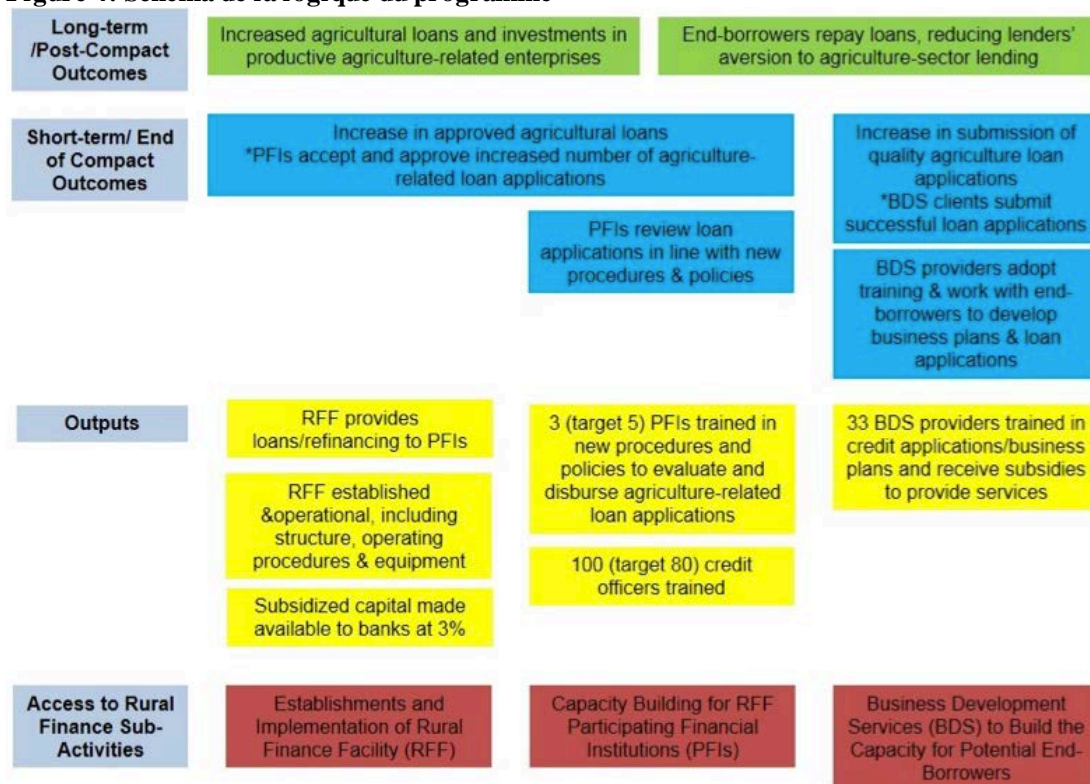 Figure 4: Schéma de la logique du programme
Long-term
/Post-Compact
Outcomes
Increased agricultural loans and investments in
productive agriculture-related enterprises
End-borrowers repay loans, reducing lenders'
aversion to agriculture-sector lending
Short-term/ End
of Compact
Outcomes
Increase in approved agricultural loans
*PFIs accept and approve increased number of agriculture-
related loan applications
Increase in submission of
quality agriculture loan
applications
*BDS clients submit
successful loan applications
PFIs review loan
applications in line with new
procedures & policies
BDS providers adopt
training & work with end-
borrowers to develop
business plans & loan
applications
Outputs
RFF provides
loans/refinancing to PFIs
RFF established
&operational, including
structure, operating
procedures & equipment
Subsidized capital made
available to banks at 3%
3 (target 5) PFIs trained in
new procedures and
policies to evaluate and
disburse agriculture-related
loan applications
100 (target 80) credit
officers trained
33 BDS providers trained in
credit applications/business
plans and receive subsidies
to provide services
Access to Rural
Finance Sub-
Activities
Establishments and
Implementation of Rural
Finance Facility (RFF)
Capacity Building for RFF
Participating Financial
Institutions (PFIs)
Business Development
Services (BDS) to Build the
Capacity for Potential End-
Borrowers